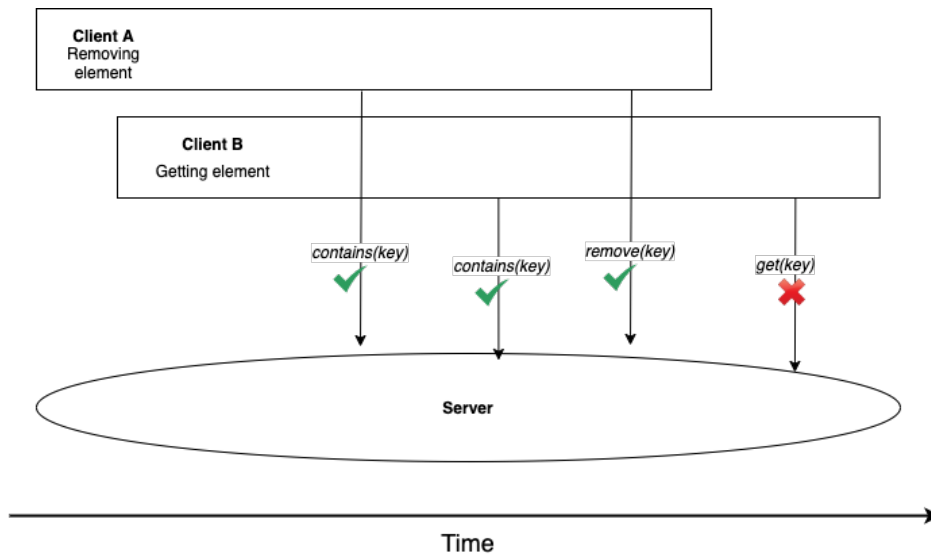 Client A
Removing
element
Client B
Getting element
contains(key)
contains(key)
remove(key)
get(key)
Server
Time